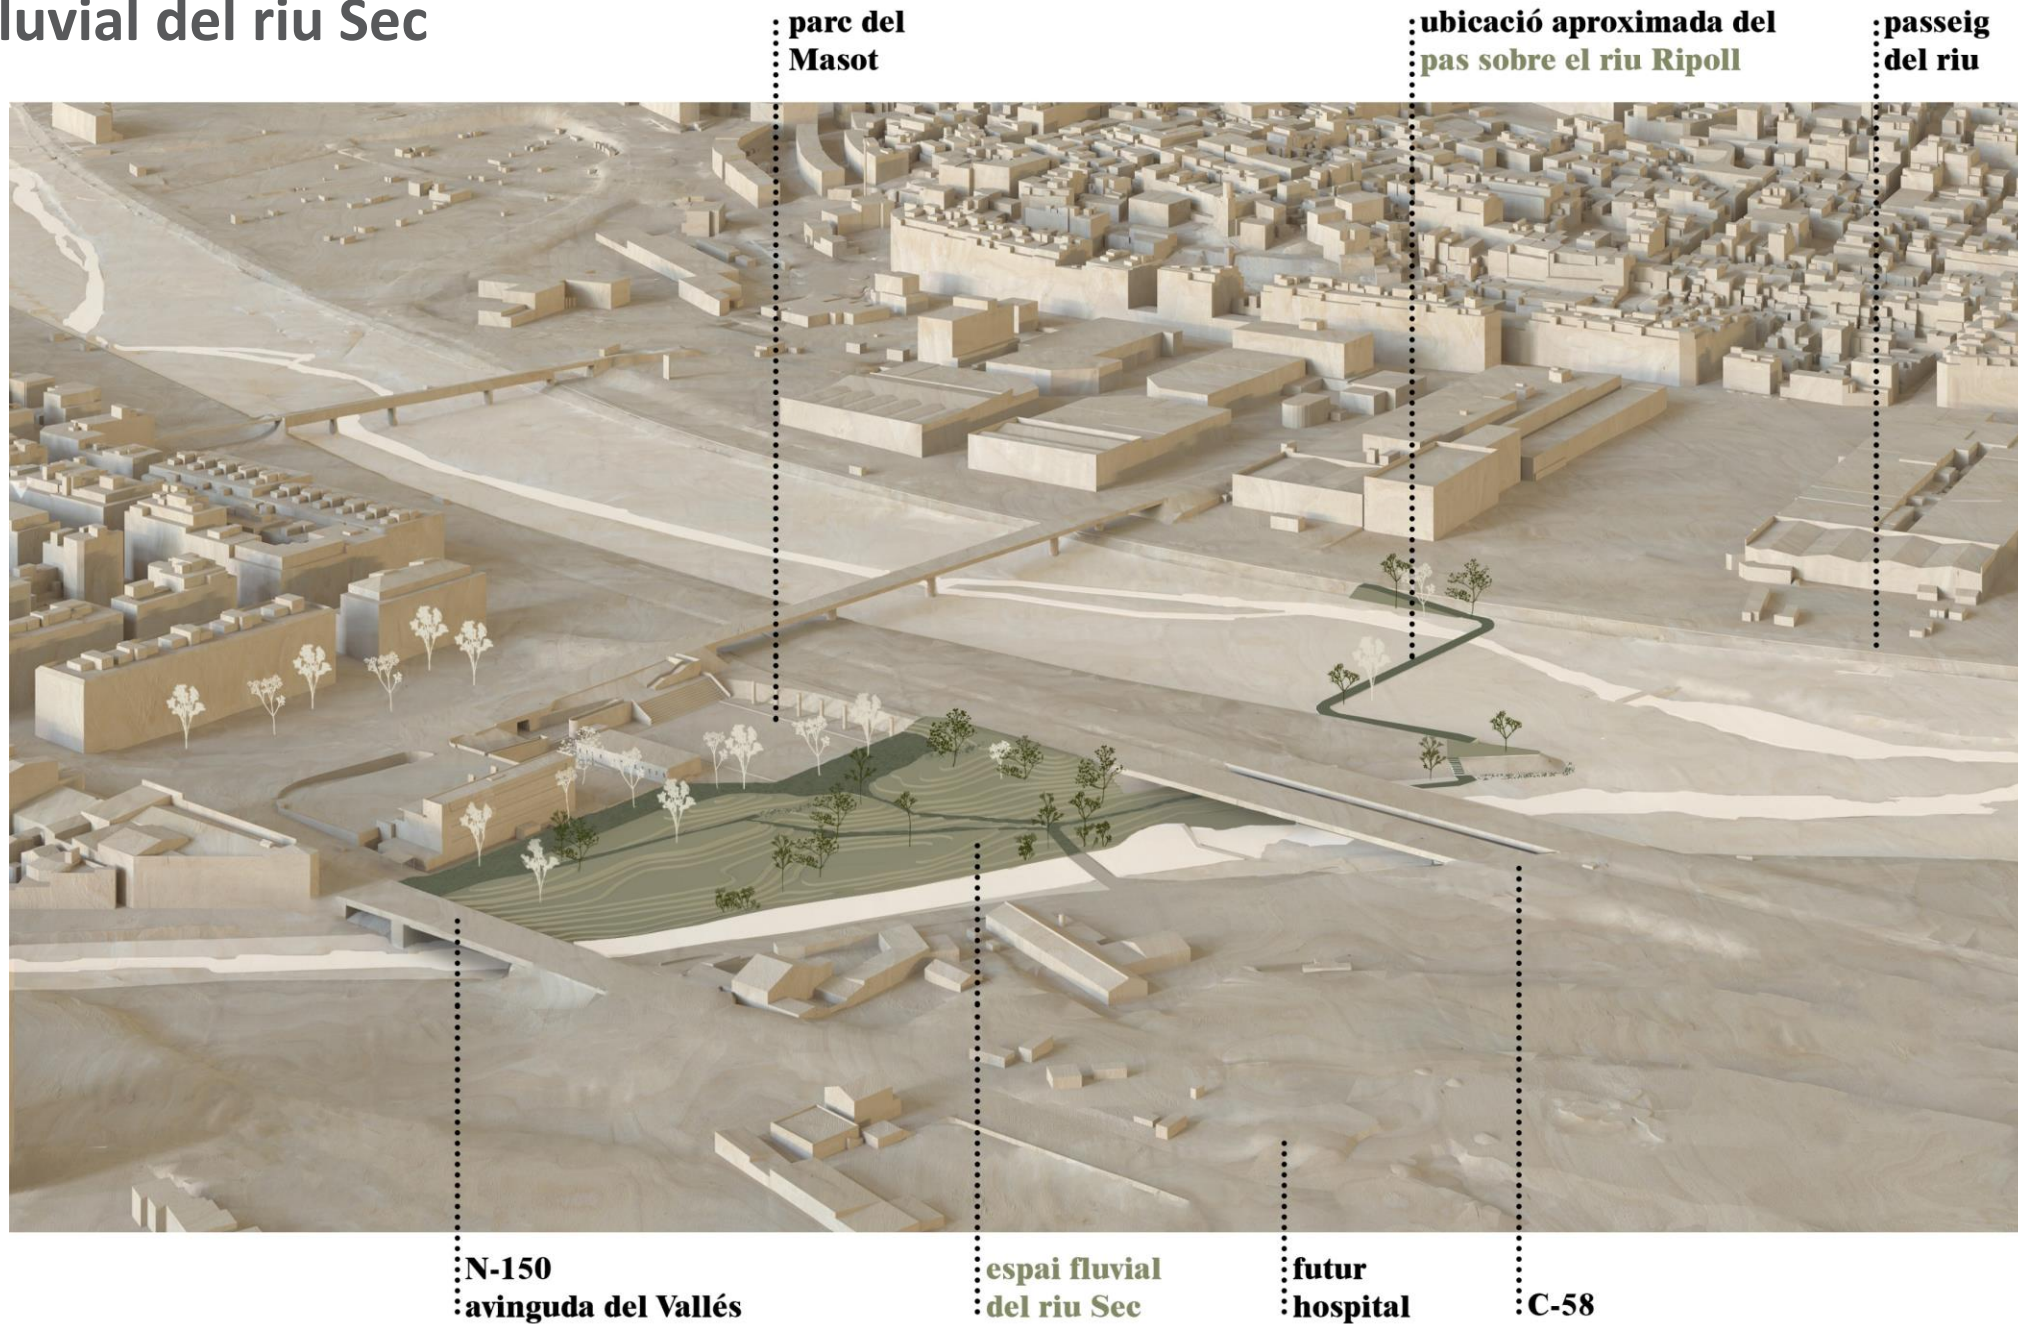 luvial del riu Sec
parc del
Masot
ubicació aproximada del
pas sobre el riu Ripoll
passeig
del riu
N-150
avinguda del Vallés
espai fluvial
del riu Sec
futur
hospital
C-58